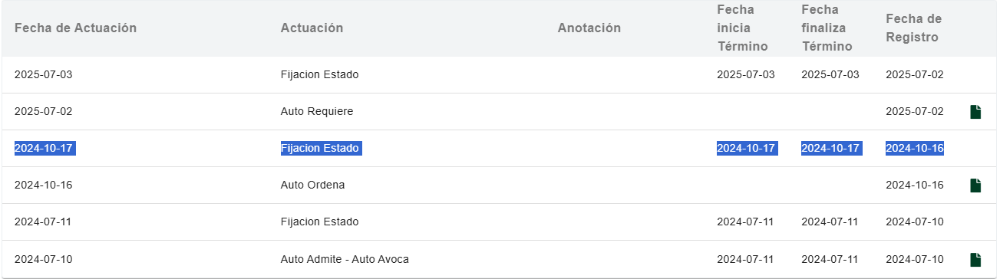 Fecha de Actuación Actuación Anotación Fecha inicia Término Fecha finaliza Término Fecha de Registro
2025-07-03 Fijacion Estado 2025-07-03 2025-07-03 2025-07-02
2025-07-02 Auto Requiere 2025-07-02
2024-10-17 Fijacion Estado 2024-10-17 2024-10-17 2024-10-16
2024-10-16 Auto Ordena 2024-10-16
2024-07-11 Fijacion Estado 2024-07-11 2024-07-11 2024-07-10
2024-07-10 Auto Admite - Auto Avoca 2024-07-11 2024-07-11 2024-07-10